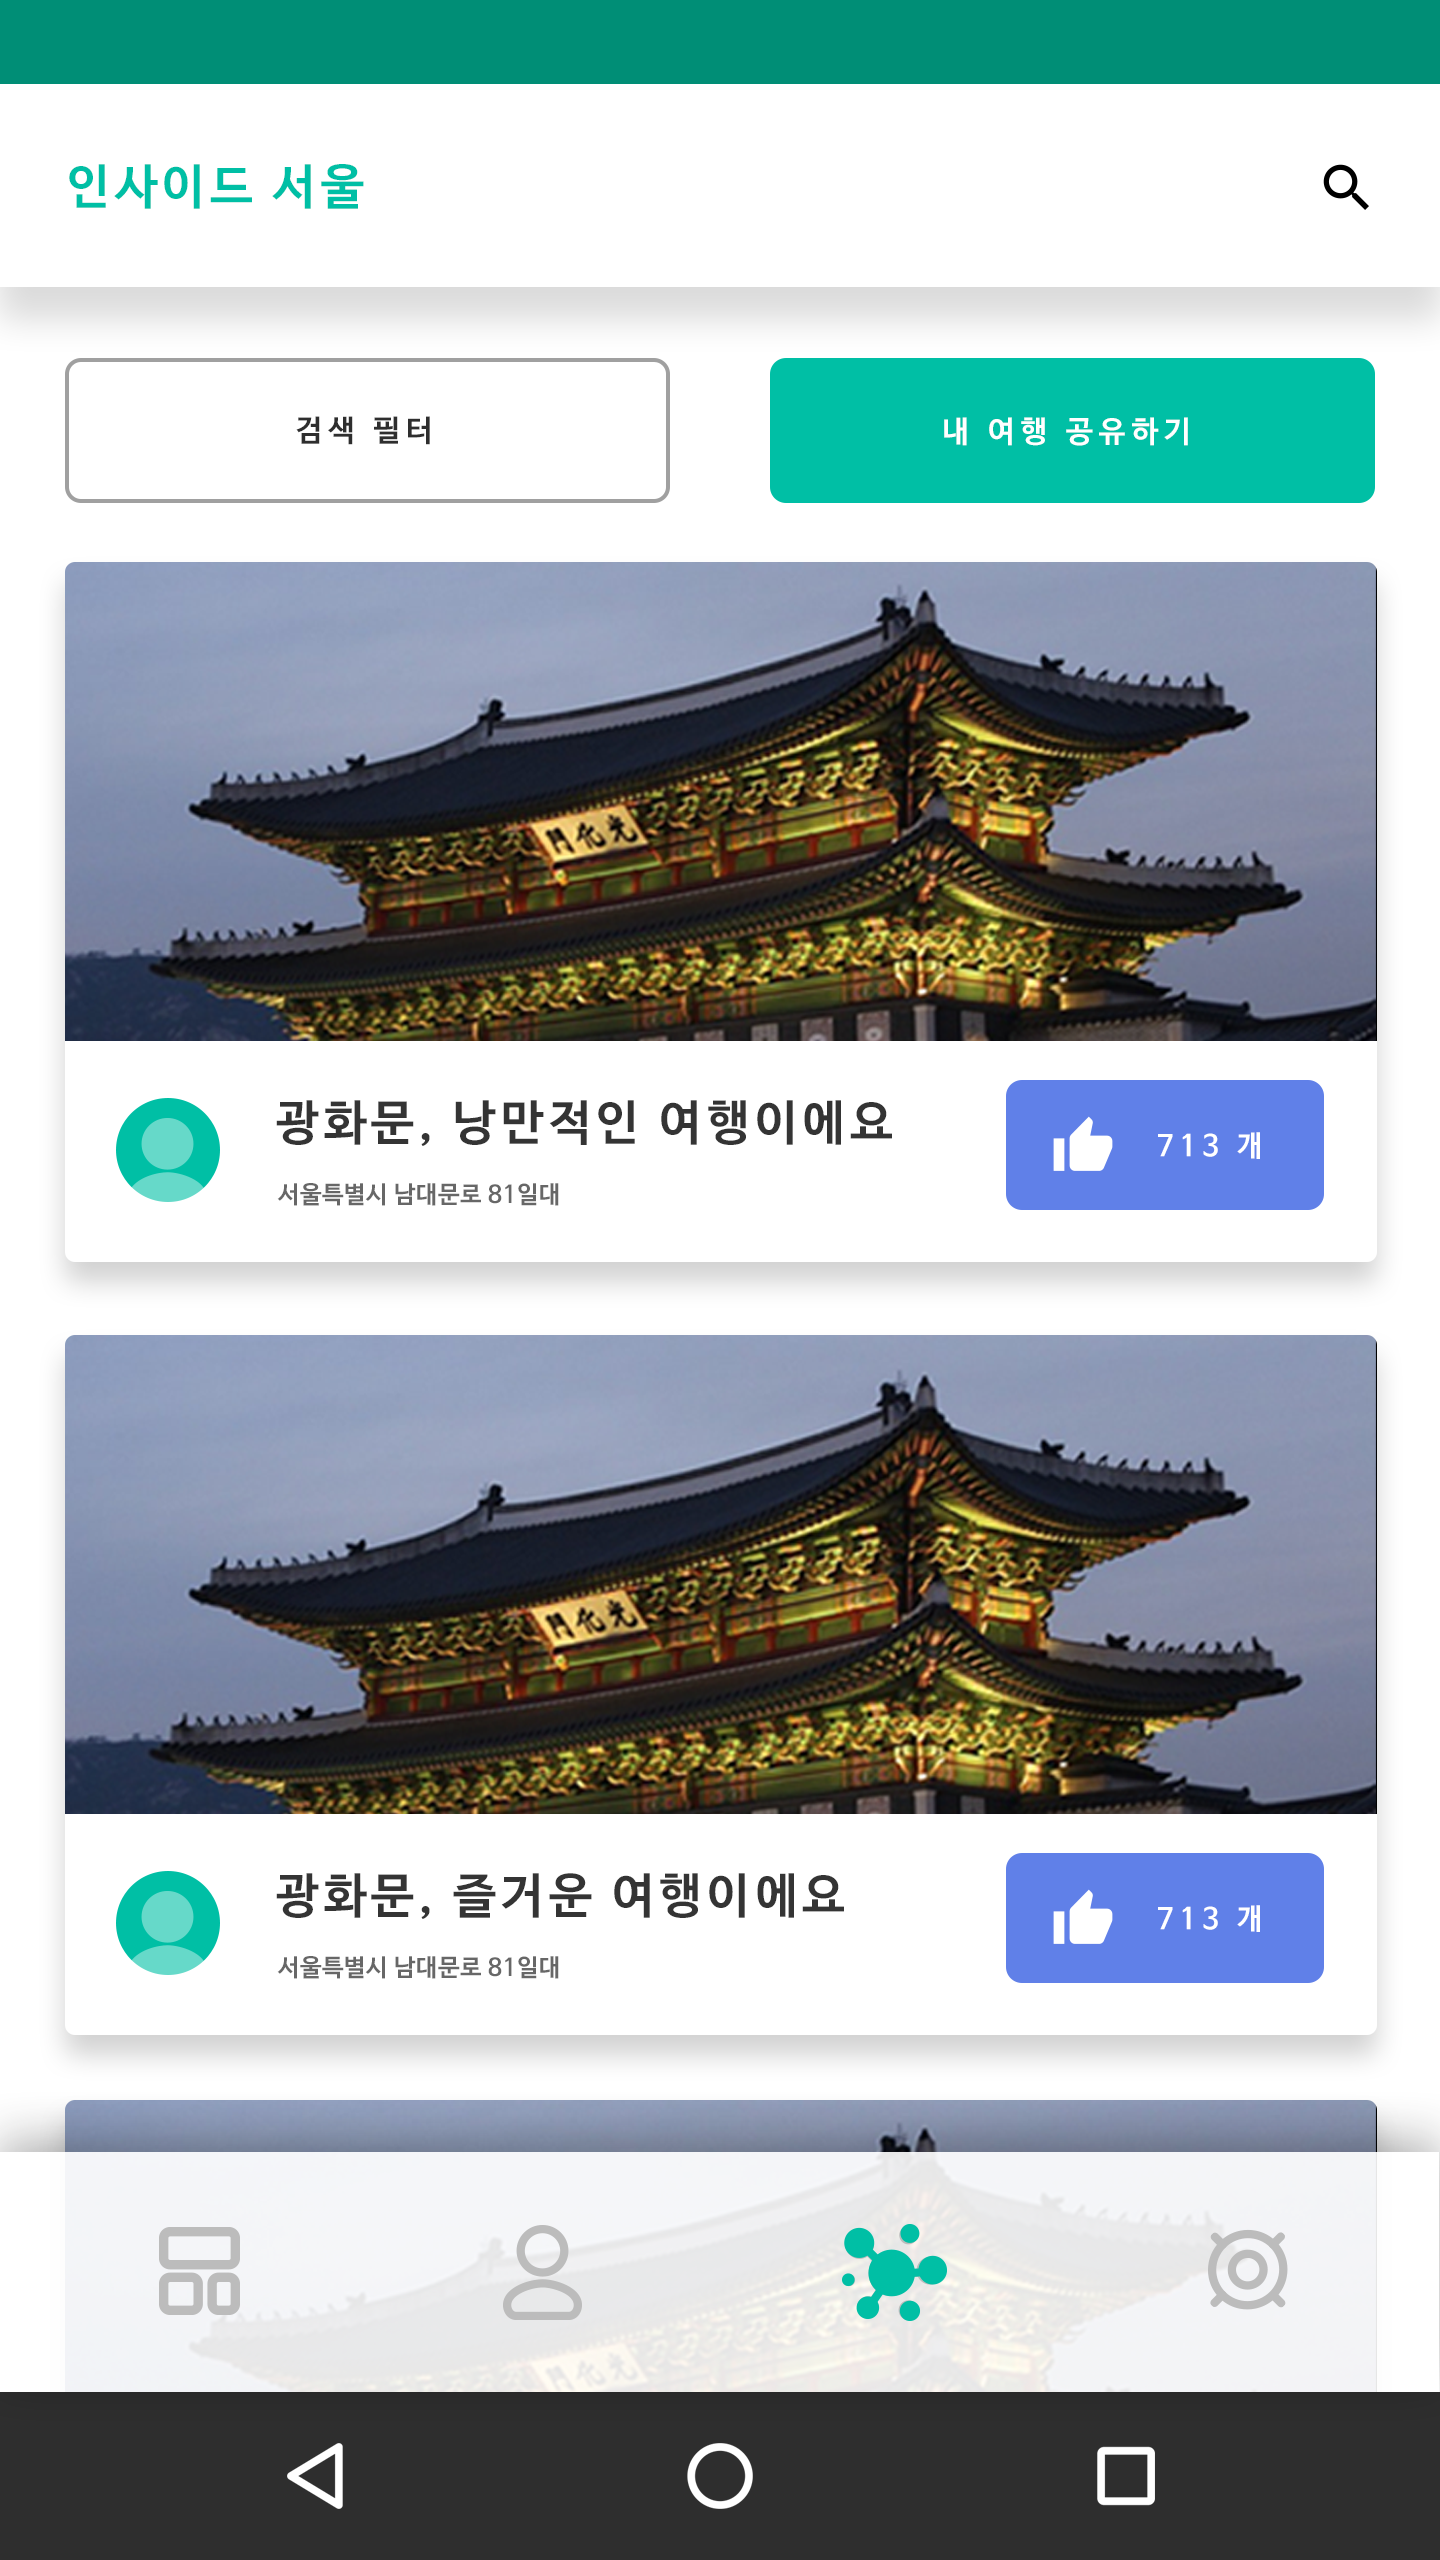 인사이드 서울
검색 필터
내 여행 공유하기
門化光
광화문, 낭만적인 여행이에요
713 개
서울특별시 남대문로 81일대
門化光
광화문, 즐거운 여행이에요
713 개
서울특별시 남대문로 81일대
門化光